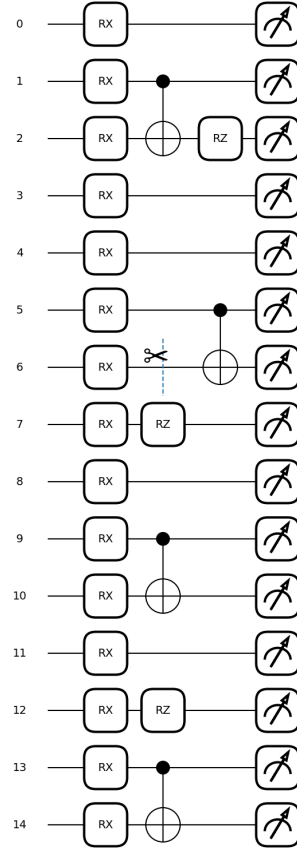 0 RX
1 RX
2 RX RZ
3 RX
4 RX
5 RX
6 RX
7 RX RZ
8 RX
9 RX
10 RX
11 RX
12 RX RZ
13 RX
14 RX